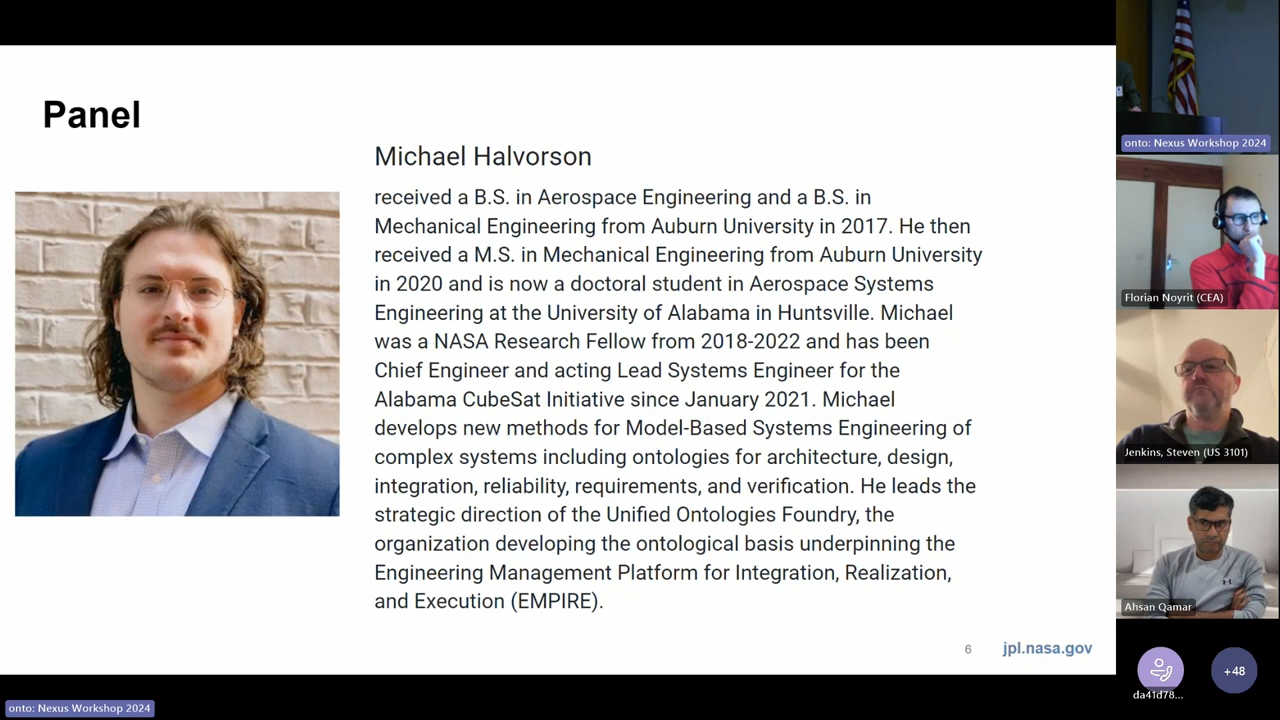 Panel
Michael Halvorson
received a B.S. in Aerospace Engineering and a B.S. in
Mechanical Engineering from Auburn University in 2017. He then
received a M.S. in Mechanical Engineering from Auburn University
in 2020 and is now a doctoral student in Aerospace Systems
Engineering at the University of Alabama in Huntsville. Michael
was a NASA Research Fellow from 2018-2022 and has been
Chief Engineer and acting Lead Systems Engineer for the
Alabama CubeSat Initiative since January 2021. Michael
develops new methods for Model-Based Systems Engineering of
complex systems including ontologies for architecture, design,
integration, reliability, requirements, and verification. He leads the
strategic direction of the Unified Ontologies Foundry, the
organization developing the ontological basis underpinning the
Engineering Management Platform for Integration, Realization,
and Execution (EMPIRE).
6
jpl.nasa.gov
onto: Nexus Workshop 2024
onto: Nexus Workshop 2024
Florian Noyrit (CEA)
Jenkins, Steven (US 3101)
Ahsan Qamar
da41d78...
+48